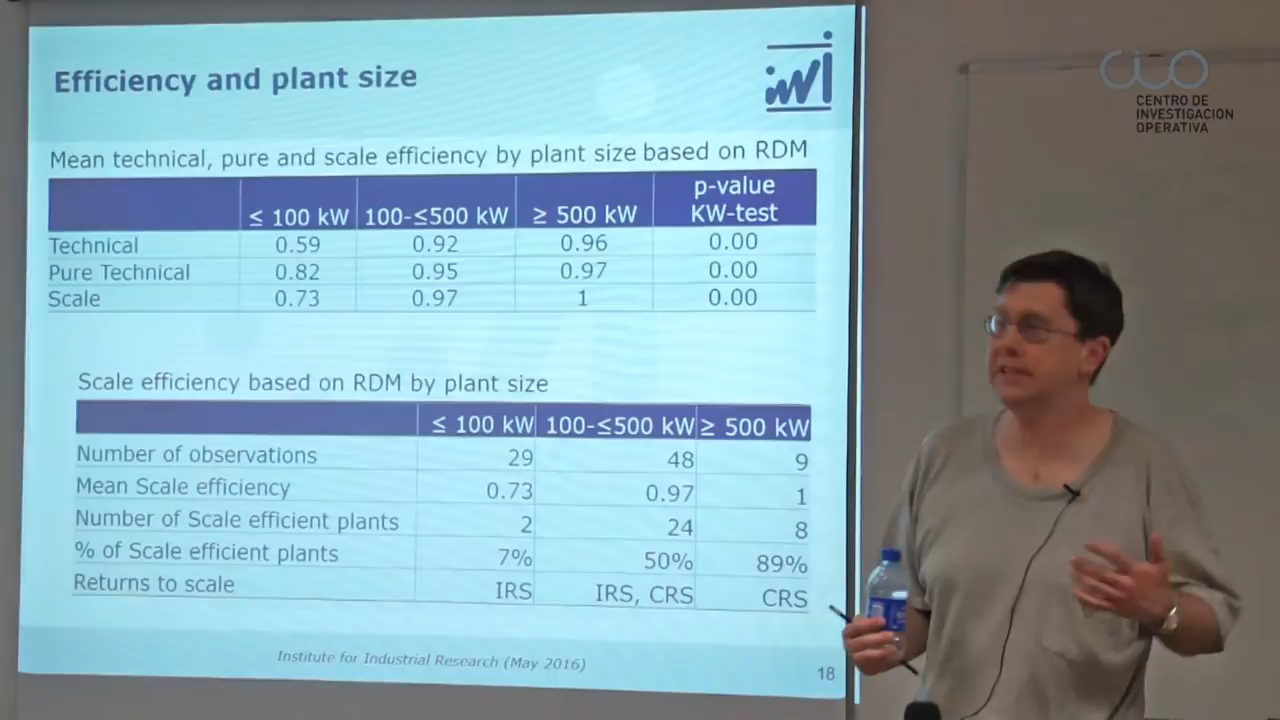 Efficiency and plant size
iwi
Mean technical, pure and scale efficiency by plant size based on RDM
≤ 100 kW 100-≤500 kW ≥ 500 kW p-value KW-test
Technical 0.59 0.92 0.96 0.00
Pure Technical 0.82 0.95 0.97 0.00
Scale 0.73 0.97 1 0.00
Scale efficiency based on RDM by plant size
≤ 100 kW 100-≤500 kW ≥ 500 kW
Number of observations 29 48 9
Mean Scale efficiency 0.73 0.97 1
Number of Scale efficient plants 2 24 8
% of Scale efficient plants 7% 50% 89%
Returns to scale IRS IRS, CRS CRS
Institute for Industrial Research (May 2016)
18
CIO
CENTRO DE
INVESTIGACION
OPERATIVA